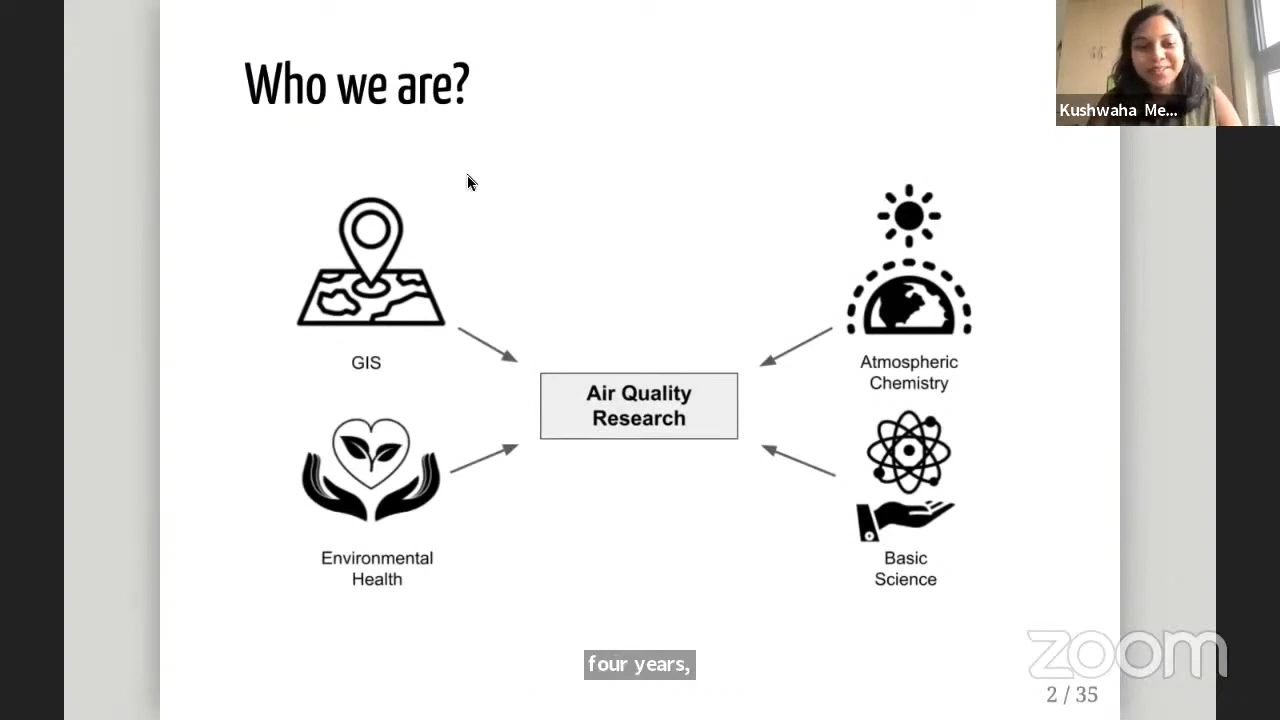 Who we are?
Kushwaha Me...
GIS
Atmospheric
Chemistry
Air Quality
Research
Environmental
Health
Basic
Science
four years,
zoom
2 / 35